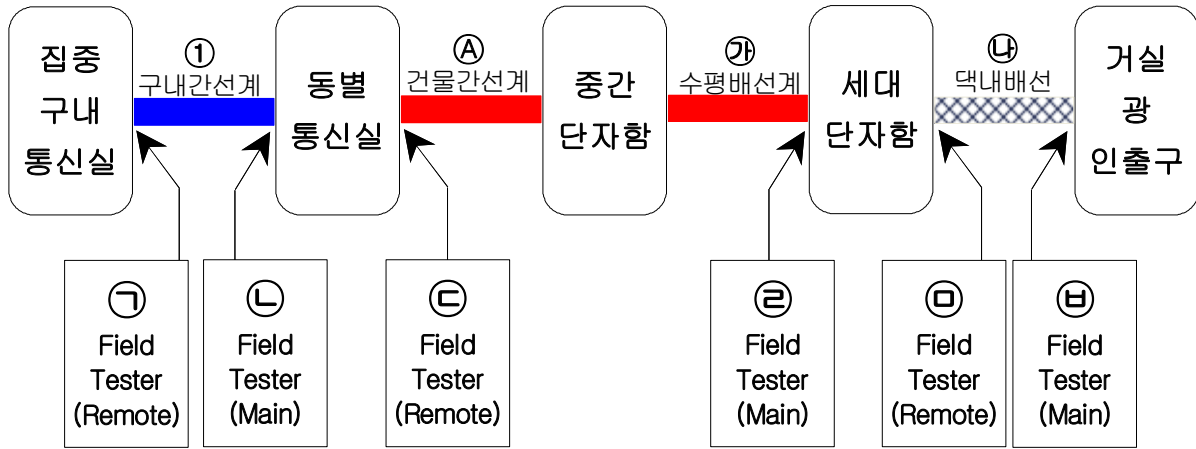 집중
구내
통신실
①
구내간선계
동별
통신실
Ⓐ
건물간선계
중간
단자함
㉮
수평배선계
세대
단자함
㉯
댁내배선
거실
광
인출구
㉠
Field
Tester
(Remote)
㉡
Field
Tester
(Main)
㉢
Field
Tester
(Remote)
㉣
Field
Tester
(Main)
㉤
Field
Tester
(Remote)
㉥
Field
Tester
(Main)